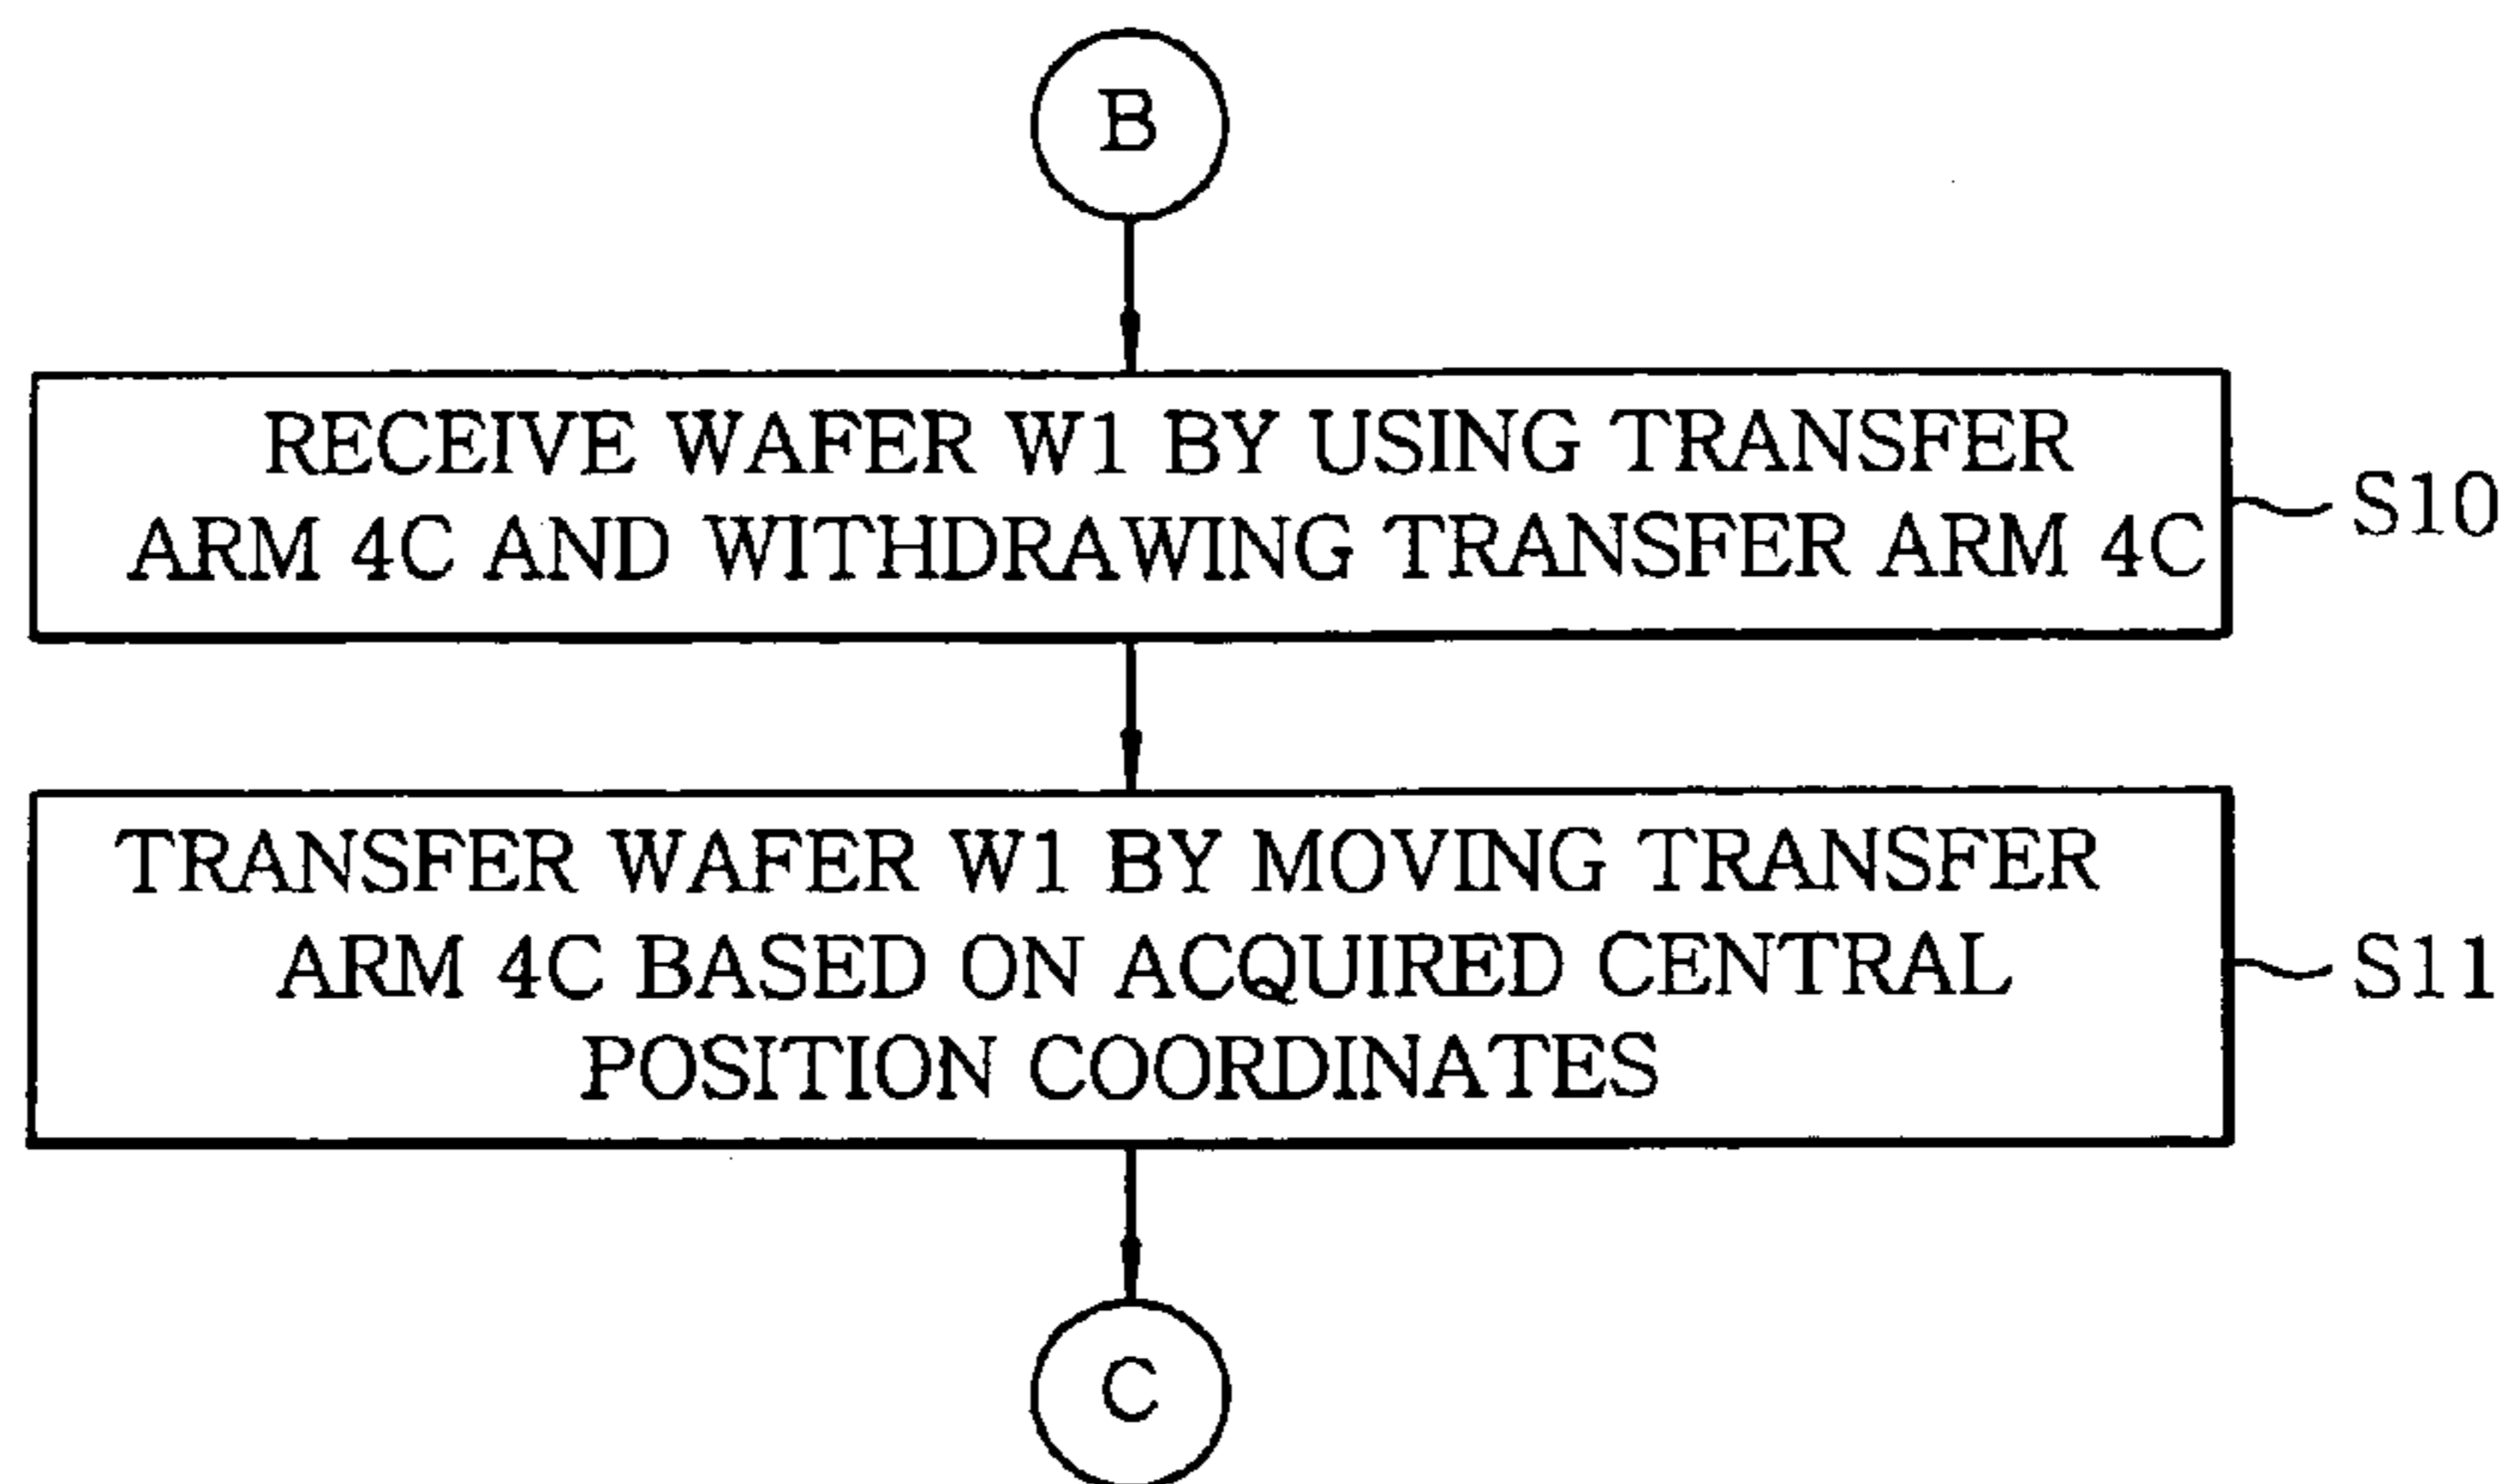 B
RECEIVE WAFER W1 BY USING TRANSFER
ARM 4C AND WITHDRAWING TRANSFER ARM 4C
S10
TRANSFER WAFER W1 BY MOVING TRANSFER
ARM 4C BASED ON ACQUIRED CENTRAL
POSITION COORDINATES
S11
C